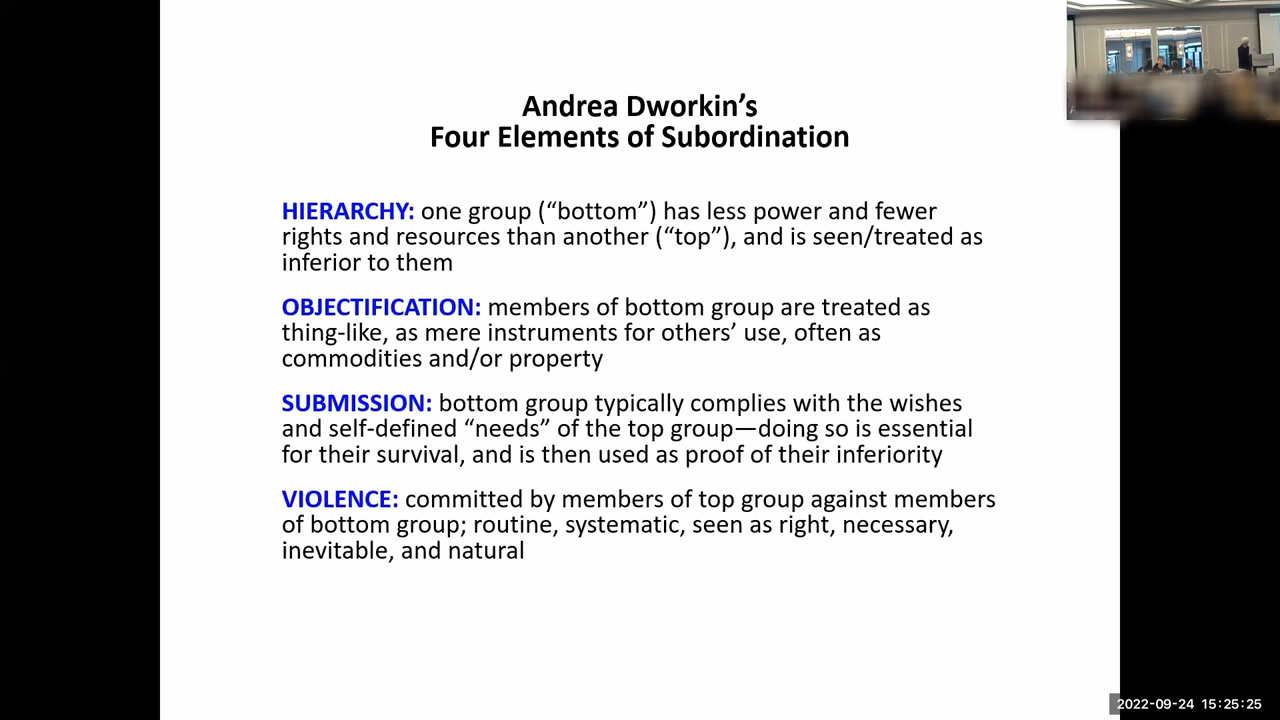 Andrea Dworkin’s
Four Elements of Subordination
HIERARCHY: one group (“bottom”) has less power and fewer
rights and resources than another (“top”), and is seen/treated as
inferior to them
OBJECTIFICATION: members of bottom group are treated as
thing-like, as mere instruments for others’ use, often as
commodities and/or property
SUBMISSION: bottom group typically complies with the wishes
and self-defined “needs” of the top group—doing so is essential
for their survival, and is then used as proof of their inferiority
VIOLENCE: committed by members of top group against members
of bottom group; routine, systematic, seen as right, necessary,
inevitable, and natural
2022-09-24 15:25:25